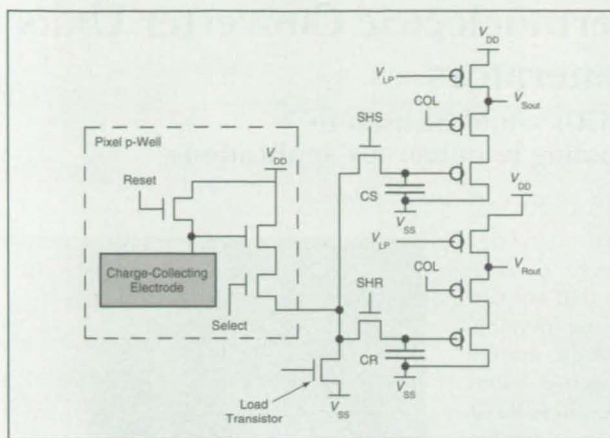 V_DD
V_LP
V_Sout
COL
SHS
Pixel p-Well
V_DD
Reset
CS
V_SS
V_DD
Charge-Collecting
Electrode
V_LP
V_Rout
SHR
COL
Select
CR
V_SS
Load
Transistor
V_SS